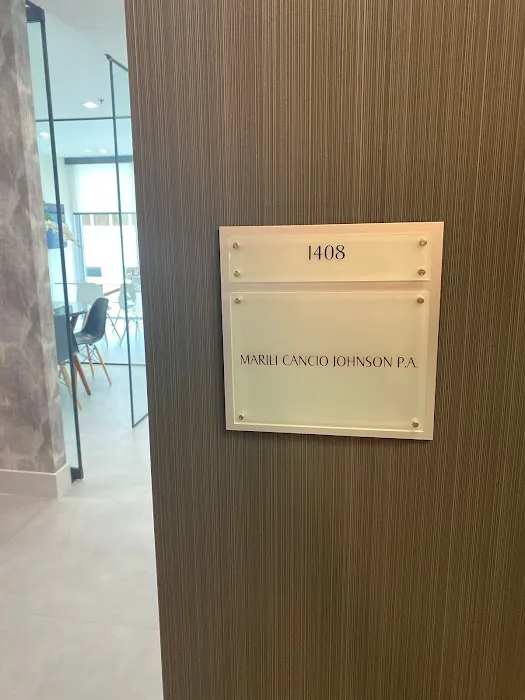 1408
MARILI CANCIO JOHNSON P.A.